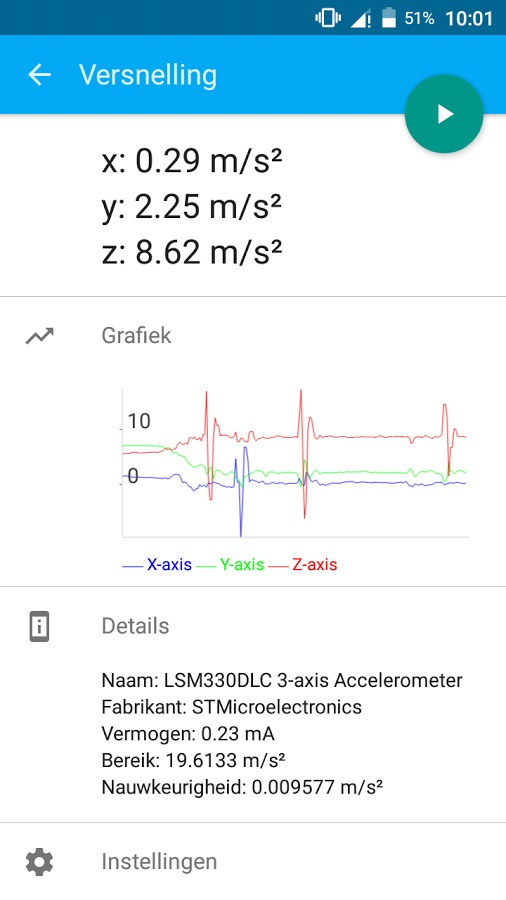 51% 10:01
Versnelling
x: 0.29 m/s²
y: 2.25 m/s²
z: 8.62 m/s²
Grafiek
10
0
X-axis Y-axis Z-axis
Details
Naam: LSM330DLC 3-axis Accelerometer
Fabrikant: STMicroelectronics
Vermogen: 0.23 mA
Bereik: 19.6133 m/s²
Nauwkeurigheid: 0.009577 m/s²
Instellingen